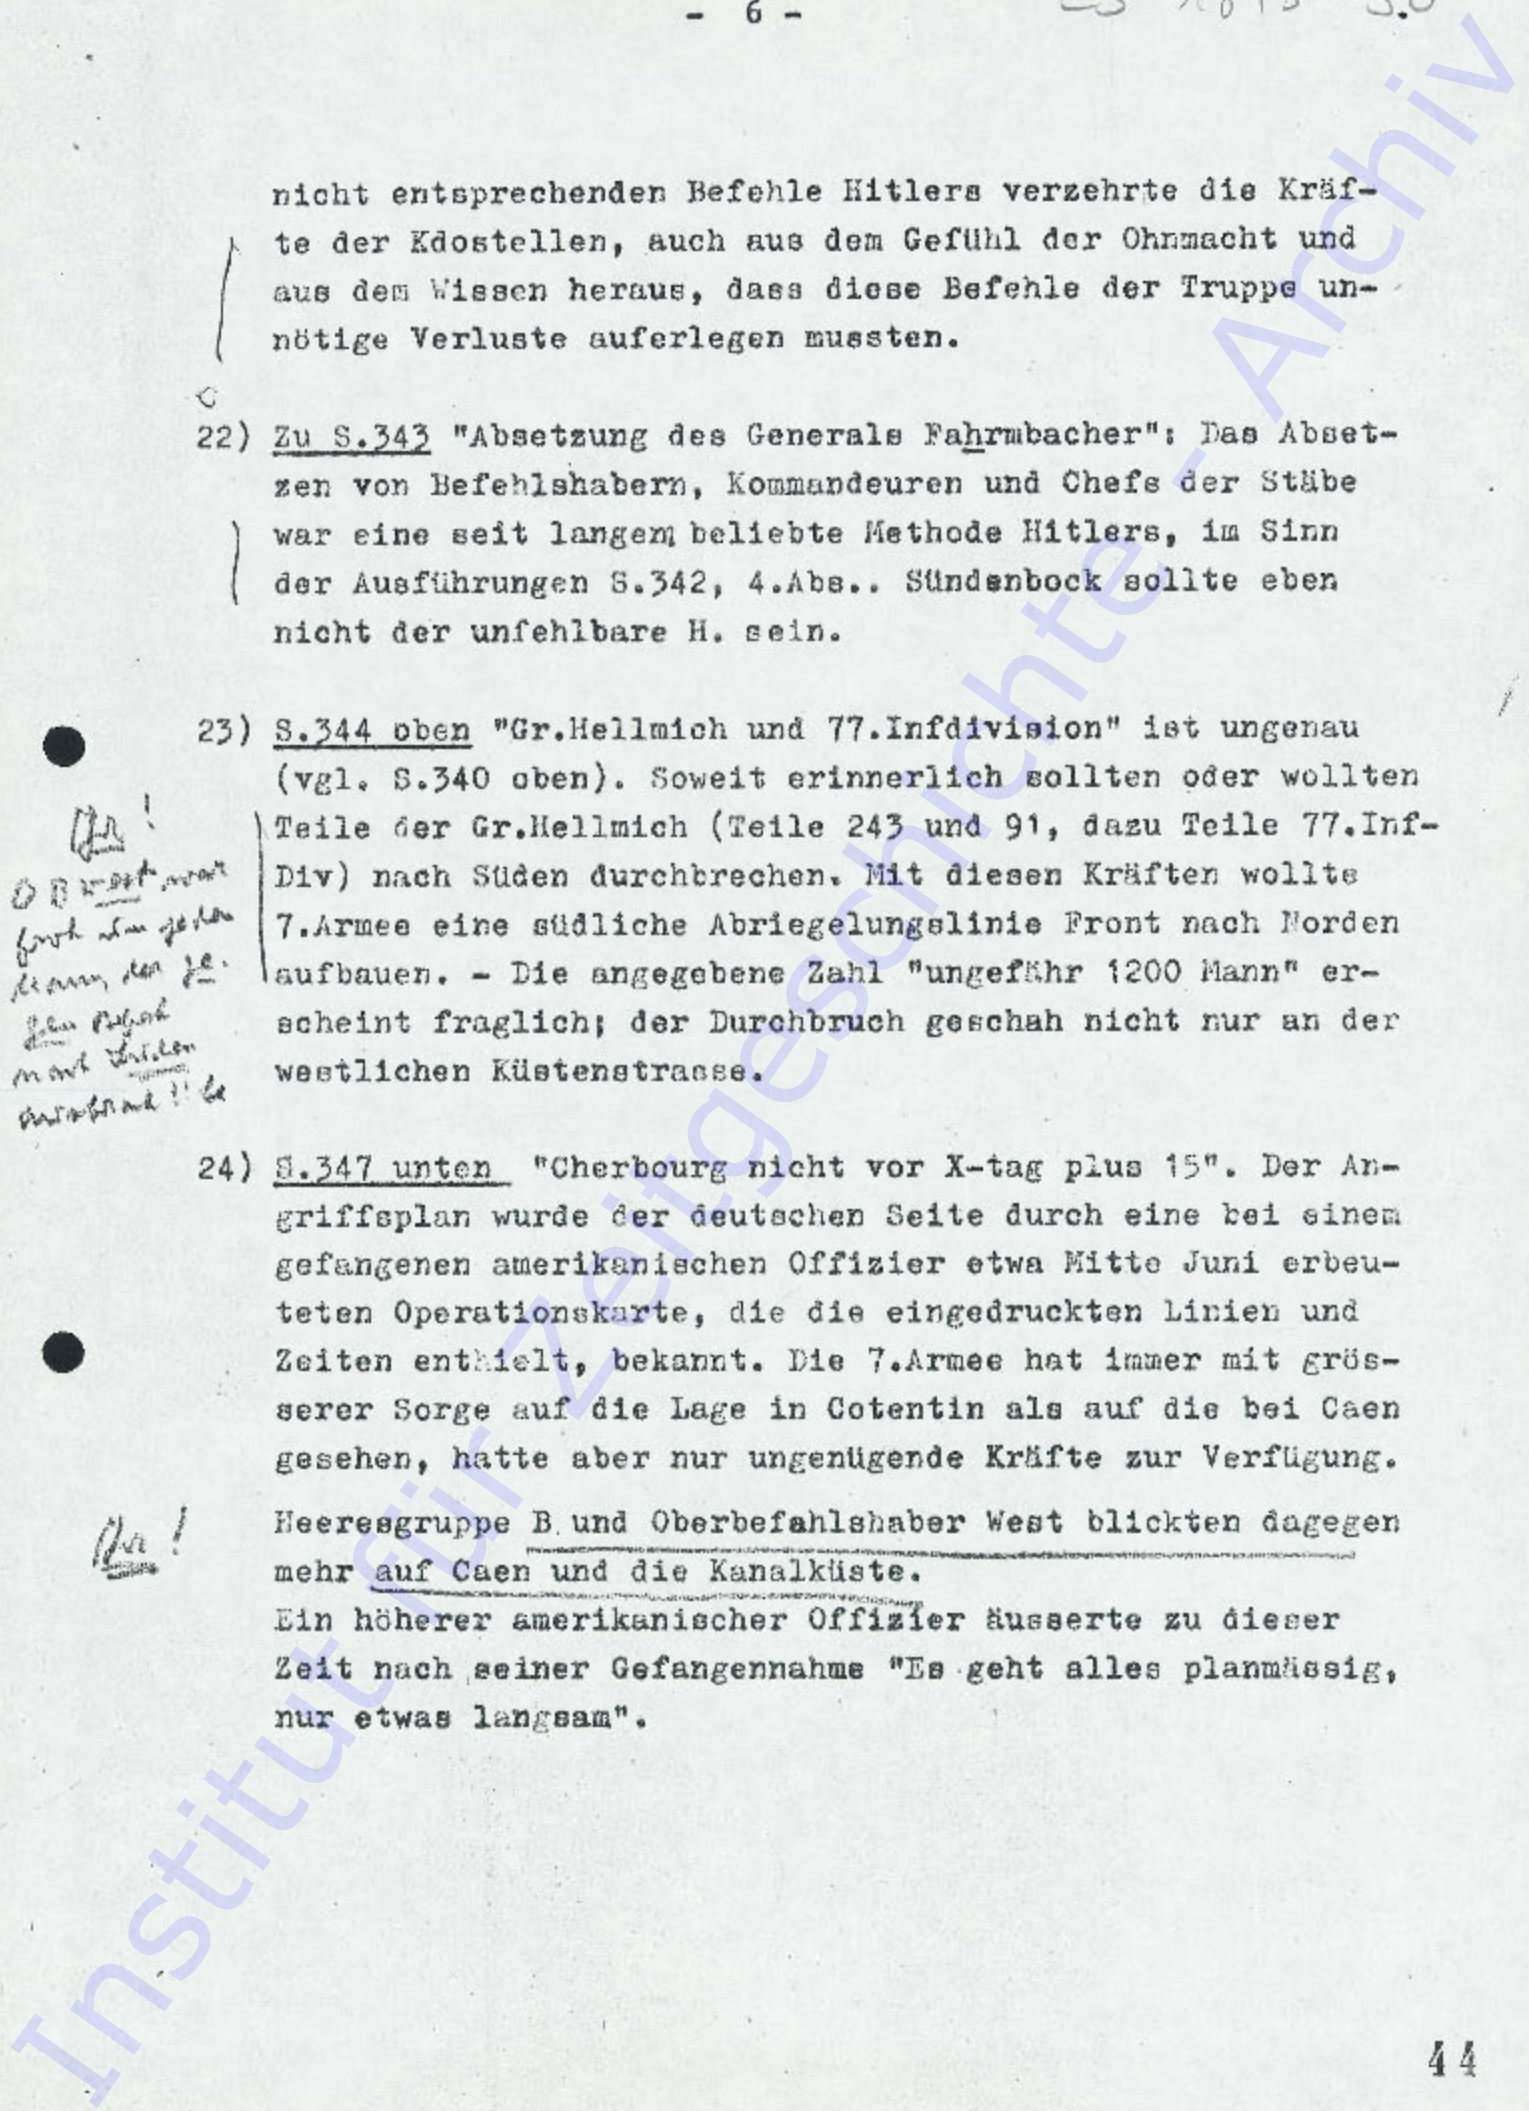 - 6 -
nicht entsprechenden Befehle Hitlers verzehrte die Kräf-
te der Kdostellen, auch aus dem Gefühl der Ohnmacht und
aus dem Wissen heraus, dass diese Befehle der Truppe un-
nötige Verluste auferlegen mussten.
22) Zu S.343 "Absetzung des Generals Fahrmbacher": Das Abset-
zen von Befehlshabern, Kommandeuren und Chefs der Stäbe
war eine seit langem beliebte Methode Hitlers, im Sinn
der Ausführungen S.342, 4.Abs.. Sündenbock sollte eben
nicht der unfehlbare H. sein.
23) S.344 oben "Gr.Hellmich und 77.Infdivision" ist ungenau
(vgl. S.340 oben). Soweit erinnerlich sollten oder wollten
Teile der Gr.Hellmich (Teile 243 und 91, dazu Teile 77.Inf-
Div) nach Süden durchbrechen. Mit diesen Kräften wollte
7.Armee eine südliche Abriegelungslinie Front nach Norden
aufbauen. - Die angegebene Zahl "ungefähr 1200 Mann" er-
scheint fraglich; der Durchbruch geschah nicht nur an der
westlichen Küstenstrasse.
O B West war
froh um jeden
Mann, der
nach Süden
24) S.347 unten "Cherbourg nicht vor X-tag plus 15". Der An-
griffsplan wurde der deutschen Seite durch eine bei einem
gefangenen amerikanischen Offizier etwa Mitte Juni erbeu-
teten Operationskarte, die die eingedruckten Linien und
Zeiten enthielt, bekannt. Die 7.Armee hat immer mit grös-
serer Sorge auf die Lage in Cotentin als auf die bei Caen
gesehen, hatte aber nur ungenügende Kräfte zur Verfügung.
Heeresgruppe B und Oberbefahlshaber West blickten dagegen
mehr auf Caen und die Kanalküste.
Ein höherer amerikanischer Offizier äusserte zu dieser
Zeit nach seiner Gefangennahme "Es geht alles planmässig,
nur etwas langsam".
44
Institut für Zeitgeschichte - Archiv